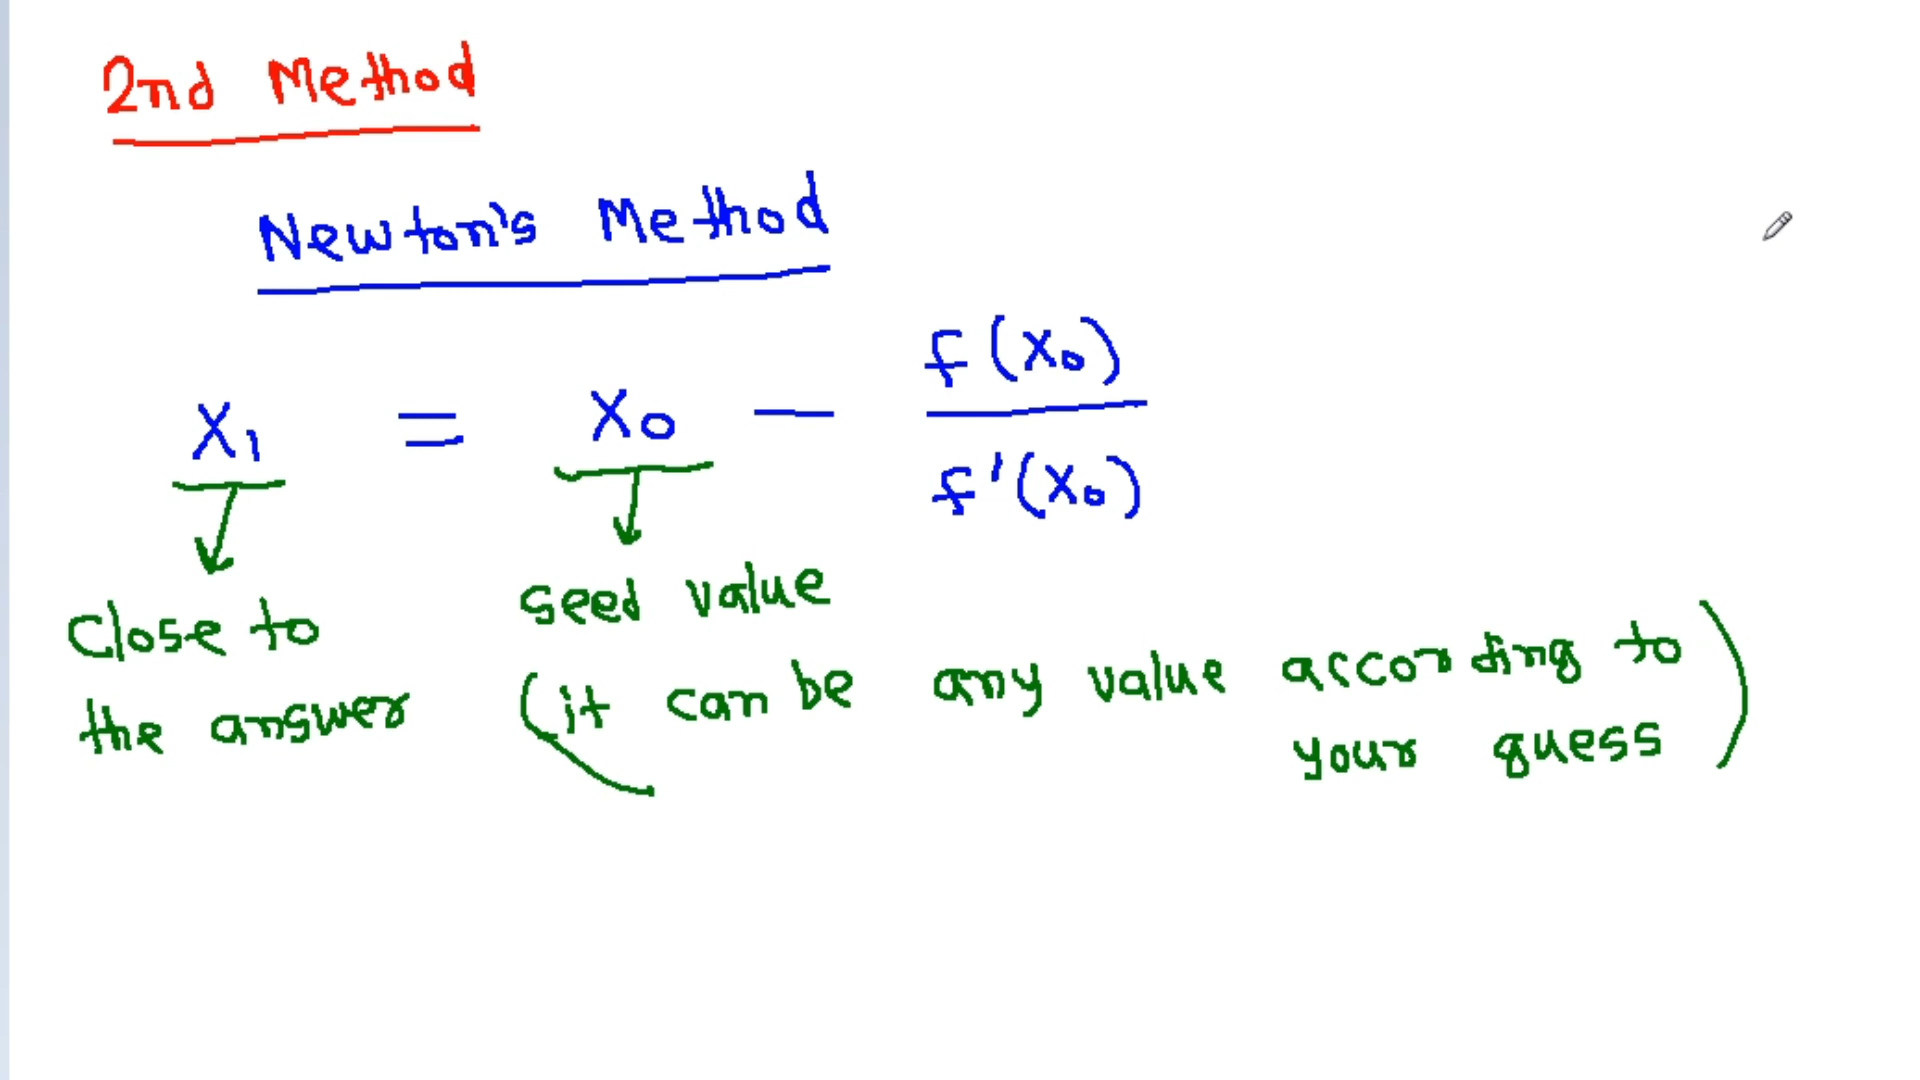 2nd Method
Newton's Method
X₁ = X₀ − f(X₀) / f'(X₀)
Close to
the answer
seed value
(it can be any value according to
your guess)